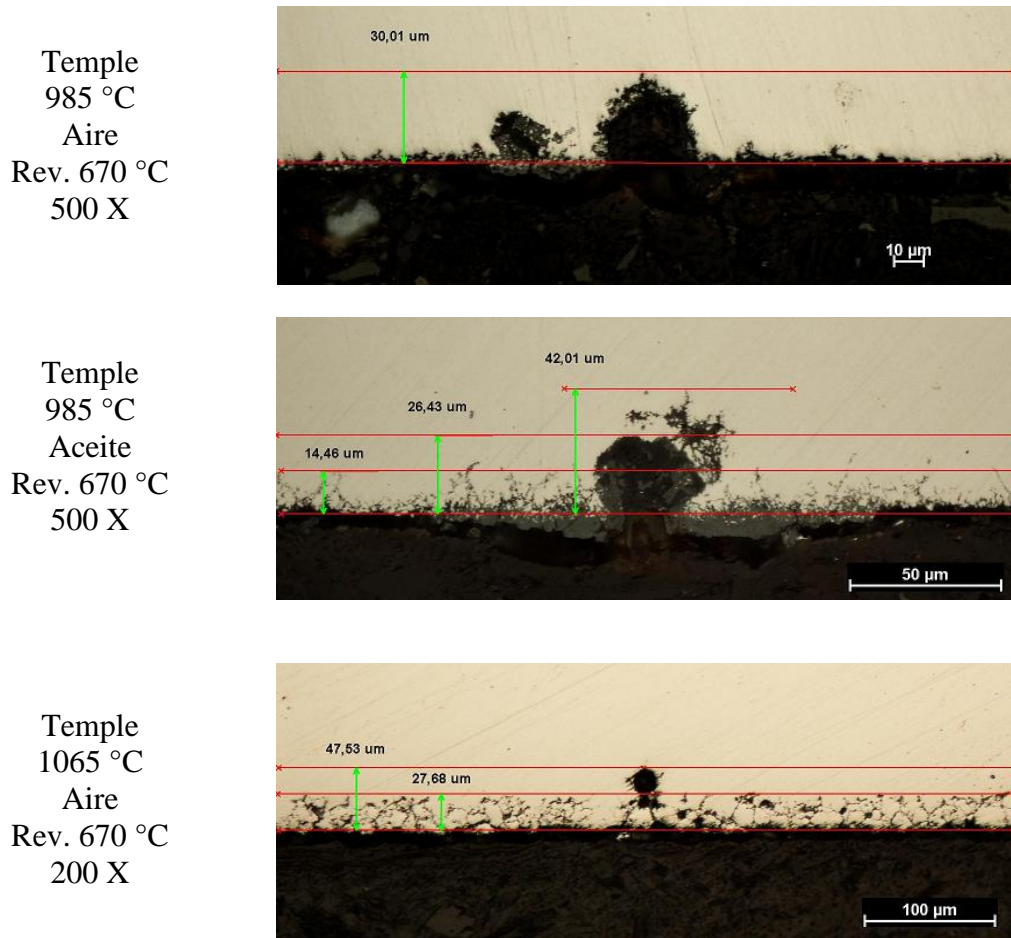 Temple
985 °C
Aire
Rev. 670 °C
500 X
30,01 um
10 µm
Temple
985 °C
Aceite
Rev. 670 °C
500 X
42,01 um
26,43 um
14,46 um
50 µm
Temple
1065 °C
Aire
Rev. 670 °C
200 X
47,53 um
27,68 um
100 µm